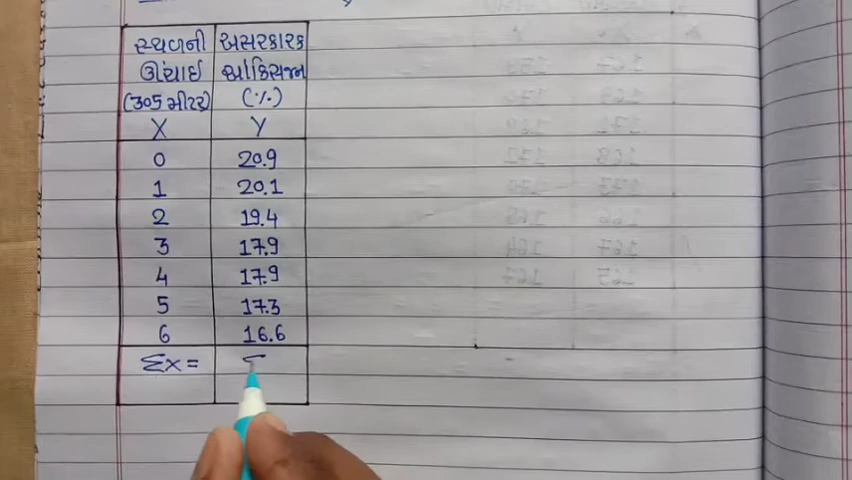 સ્થળની અસરકારક
ઊંચાઈ ઓક્સિજન
(305 મીટર) (%)
X Y
0 20.9
1 20.1
2 19.4
3 17.9
4 17.9
5 17.3
6 16.6
Σx =